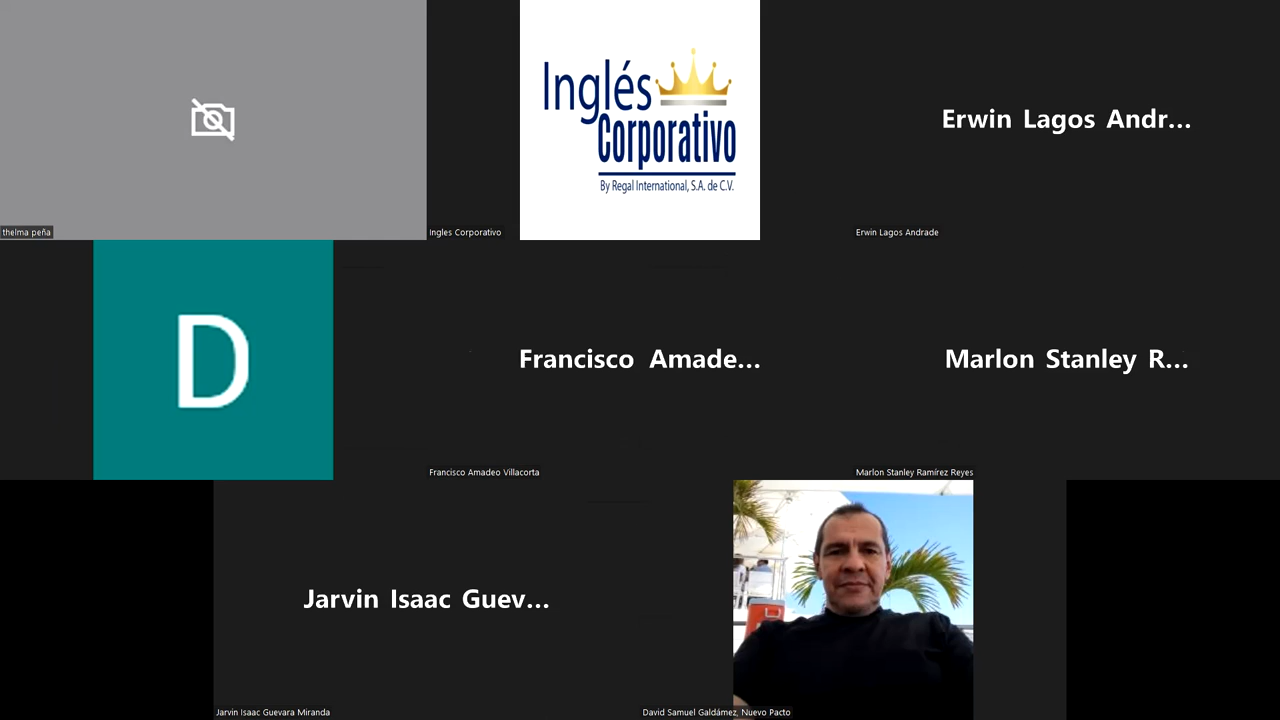 thelma peña
Inglés
Corporativo
By Regal International, S.A. de C.V.
Ingles Corporativo
Erwin Lagos Andr...
Erwin Lagos Andrade
D
Francisco Amade...
Francisco Amadeo Villacorta
Marlon Stanley R...
Marlon Stanley Ramírez Reyes
Jarvin Isaac Guev...
Jarvin Isaac Guevara Miranda
David Samuel Galdámez, Nuevo Pacto